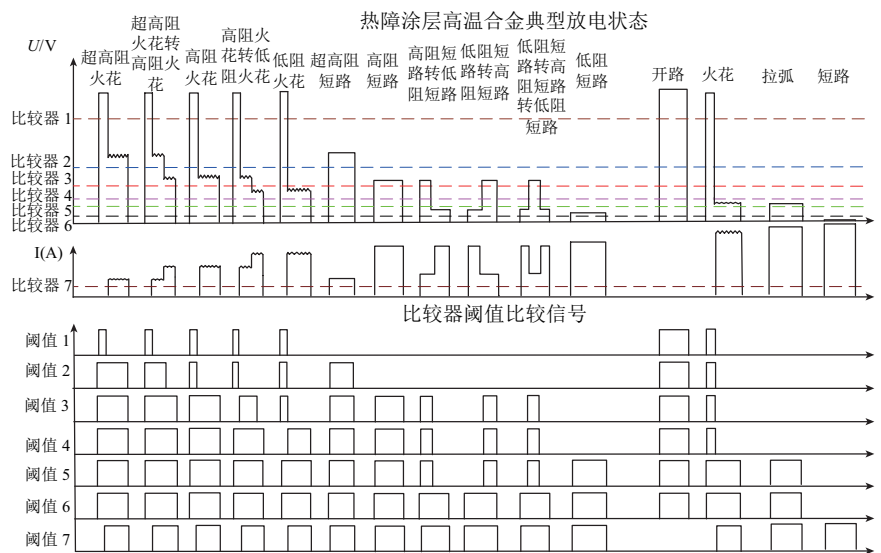 热障涂层高温合金典型放电状态
U/V
超高阻
火花
超高阻
火花转
高阻火
花
高阻
火花
高阻火
花转低
阻火花
低阻
火花
超高阻
短路
高阻
短路
高阻短
路转低
阻短路
低阻短
路转高
阻短路
低阻短
路转高
阻短路
转低阻
短路
低阻
短路
开路
火花
拉弧
短路
比较器 1
比较器 2
比较器 3
比较器 4
比较器 5
比较器 6
I(A)
比较器 7
比较器阈值比较信号
阈值 1
阈值 2
阈值 3
阈值 4
阈值 5
阈值 6
阈值 7